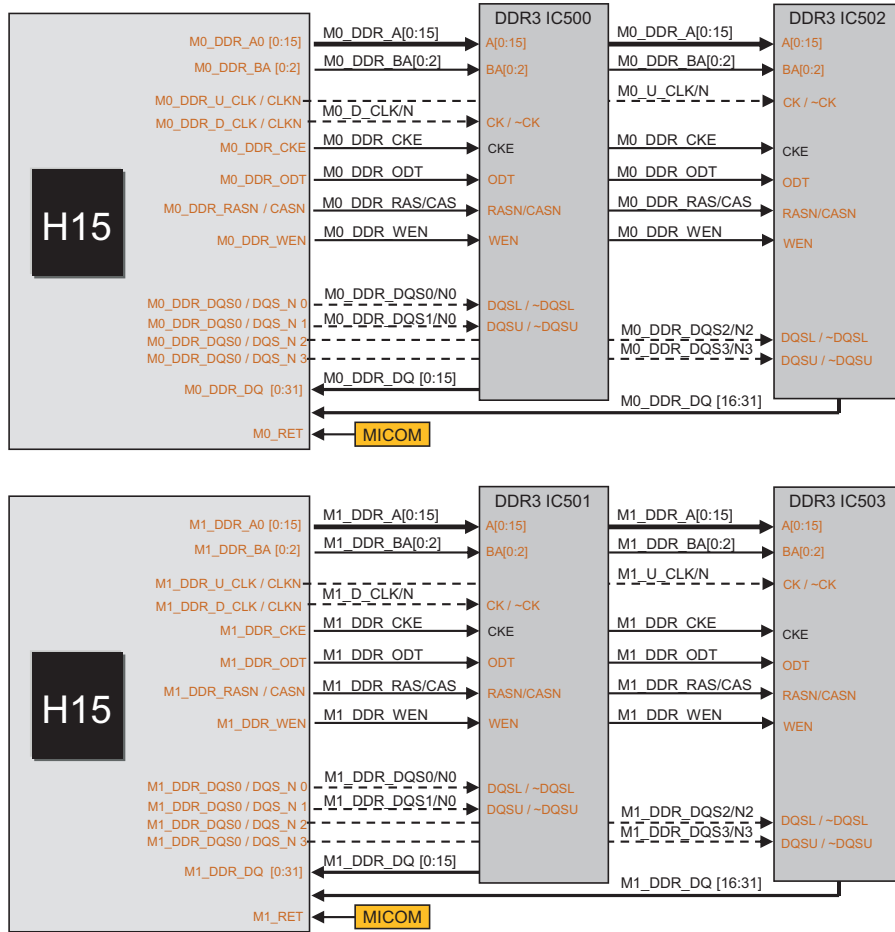 DDR3 IC500
DDR3 IC502
M0_DDR_A0 [0:15]
M0_DDR_A[0:15]
A[0:15]
M0_DDR_A[0:15]
A[0:15]
M0_DDR_BA [0:2]
M0_DDR_BA[0:2]
BA[0:2]
M0_DDR_BA[0:2]
BA[0:2]
M0_DDR_U_CLK / CLKN
M0_U_CLK/N
CK / ~CK
M0_DDR_D_CLK / CLKN
M0_D_CLK/N
CK / ~CK
M0_DDR_CKE
M0_DDR_CKE
CKE
M0_DDR_CKE
CKE
M0_DDR_ODT
M0_DDR_ODT
ODT
M0_DDR_ODT
ODT
H15
M0_DDR_RASN / CASN
M0_DDR_RAS/CAS
RASN/CASN
M0_DDR_RAS/CAS
RASN/CASN
M0_DDR_WEN
M0_DDR_WEN
WEN
M0_DDR_WEN
WEN
M0_DDR_DQS0 / DQS_N 0
M0_DDR_DQS0/N0
DQSL / ~DQSL
M0_DDR_DQS0 / DQS_N 1
M0_DDR_DQS1/N0
DQSU / ~DQSU
M0_DDR_DQS0 / DQS_N 2
M0_DDR_DQS2/N2
DQSL / ~DQSL
M0_DDR_DQS0 / DQS_N 3
M0_DDR_DQS3/N3
DQSU / ~DQSU
M0_DDR_DQ [0:31]
M0_DDR_DQ [0:15]
M0_DDR_DQ [16:31]
M0_RET
MICOM
DDR3 IC501
DDR3 IC503
M1_DDR_A0 [0:15]
M1_DDR_A[0:15]
A[0:15]
M1_DDR_A[0:15]
A[0:15]
M1_DDR_BA [0:2]
M1_DDR_BA[0:2]
BA[0:2]
M1_DDR_BA[0:2]
BA[0:2]
M1_DDR_U_CLK / CLKN
M1_U_CLK/N
CK / ~CK
M1_DDR_D_CLK / CLKN
M1_D_CLK/N
CK / ~CK
M1_DDR_CKE
M1_DDR_CKE
CKE
M1_DDR_CKE
CKE
M1_DDR_ODT
M1_DDR_ODT
ODT
M1_DDR_ODT
ODT
H15
M1_DDR_RASN / CASN
M1_DDR_RAS/CAS
RASN/CASN
M1_DDR_RAS/CAS
RASN/CASN
M1_DDR_WEN
M1_DDR_WEN
WEN
M1_DDR_WEN
WEN
M1_DDR_DQS0 / DQS_N 0
M1_DDR_DQS0/N0
DQSL / ~DQSL
M1_DDR_DQS0 / DQS_N 1
M1_DDR_DQS1/N0
DQSU / ~DQSU
M1_DDR_DQS0 / DQS_N 2
M1_DDR_DQS2/N2
DQSL / ~DQSL
M1_DDR_DQS0 / DQS_N 3
M1_DDR_DQS3/N3
DQSU / ~DQSU
M1_DDR_DQ [0:31]
M1_DDR_DQ [0:15]
M1_DDR_DQ [16:31]
M1_RET
MICOM